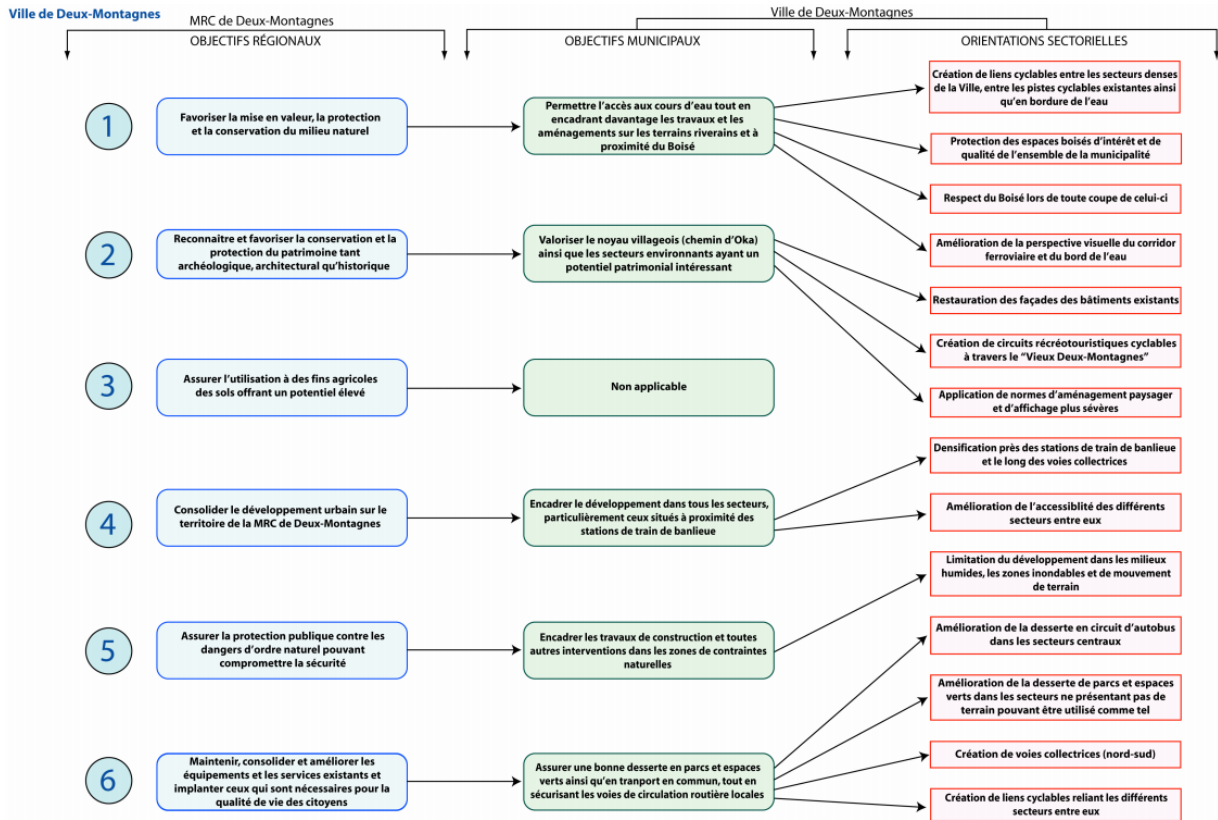 Ville de Deux-Montagnes
MRC de Deux-Montagnes
Ville de Deux-Montagnes
OBJECTIFS RÉGIONAUX
OBJECTIFS MUNICIPAUX
ORIENTATIONS SECTORIELLES
1
Favoriser la mise en valeur, la protection
et la conservation du milieu naturel
Permettre l'accès aux cours d'eau tout en
encadrant davantage les travaux et les
aménagements sur les terrains riverains et à
proximité du Boisé
Création de liens cyclables entre les secteurs denses
de la Ville, entre les pistes cyclables existantes ainsi
qu'en bordure de l'eau
Protection des espaces boisés d'intérêt et de
qualité de l'ensemble de la municipalité
Respect du Boisé lors de toute coupe de celui-ci
Amélioration de la perspective visuelle du corridor
ferroviaire et du bord de l'eau
2
Reconnaitre et favoriser la conservation et la
protection du patrimoine tant
archéologique, architectural qu'historique
Valoriser le noyau villageois (chemin d'Oka)
ainsi que les secteurs environnants ayant un
potentiel patrimonial intéressant
Restauration des façades des bâtiments existants
Création de circuits récréotouristiques cyclables
à travers le "Vieux Deux-Montagnes"
Application de normes d'aménagement paysager
et d'affichage plus sévères
3
Assurer l'utilisation à des fins agricoles
des sols offrant un potentiel élevé
Non applicable
4
Consolider le développement urbain sur le
territoire de la MRC de Deux-Montagnes
Encadrer le développement dans tous les secteurs,
particulièrement ceux situés à proximité des
stations de train de banlieue
Densification près des stations de train de banlieue
et le long des voies collectrices
Amélioration de l'accessiblité des différents
secteurs entre eux
5
Assurer la protection publique contre les
dangers d'ordre naturel pouvant
compromettre la sécurité
Encadrer les travaux de construction et toutes
autres interventions dans les zones de contraintes
naturelles
Limitation du développement dans les milieux
humides, les zones inondables et de mouvement
de terrain
6
Maintenir, consolider et améliorer les
équipements et les services existants et
implanter ceux qui sont nécessaires pour la
qualité de vie des citoyens
Assurer une bonne desserte en parcs et espaces
verts ainsi qu'en tranport en commun, tout en
sécurisant les voies de circulation routière locales
Amélioration de la desserte en circuit d'autobus
dans les secteurs centraux
Amélioration de la desserte de parcs et espaces
verts dans les secteurs ne présentant pas de
terrain pouvant être utilisé comme tel
Création de voies collectrices (nord-sud)
Création de liens cyclables reliant les différents
secteurs entre eux